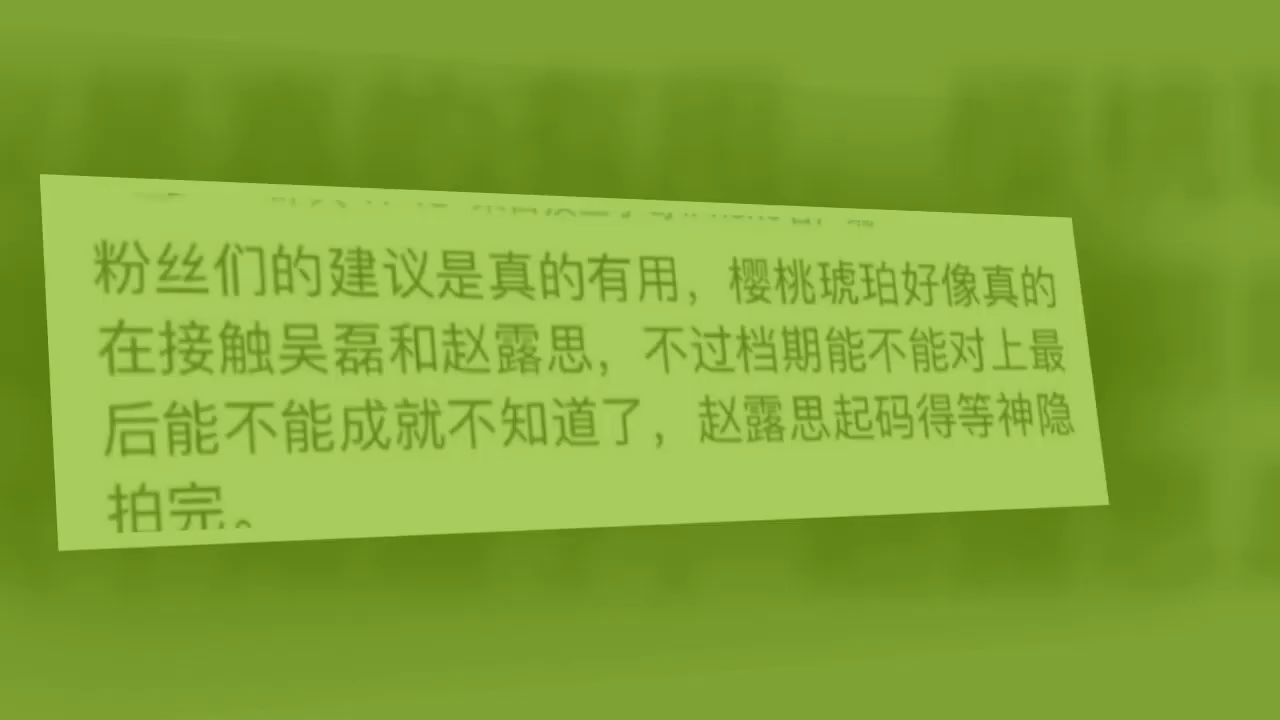 粉丝们的建议是真的有用，樱桃琥珀好像真的
在接触吴磊和赵露思，不过档期能不能对上最
后能不能成就不知道了，赵露思起码得等神隐
拍完。